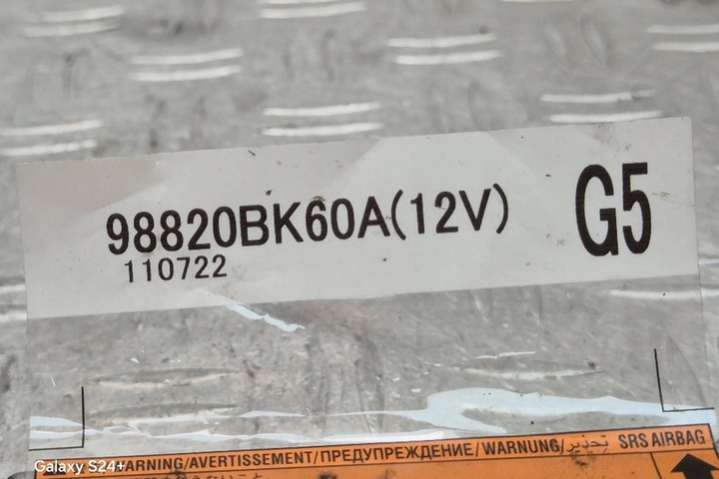 98820BK60A(12V) G5
110722
WARNING/AVERTISSEMENT/ПРЕДУПРЕЖДЕНИЕ/WARNUNG/تحذير SRS AIRBAG
Galaxy S24+